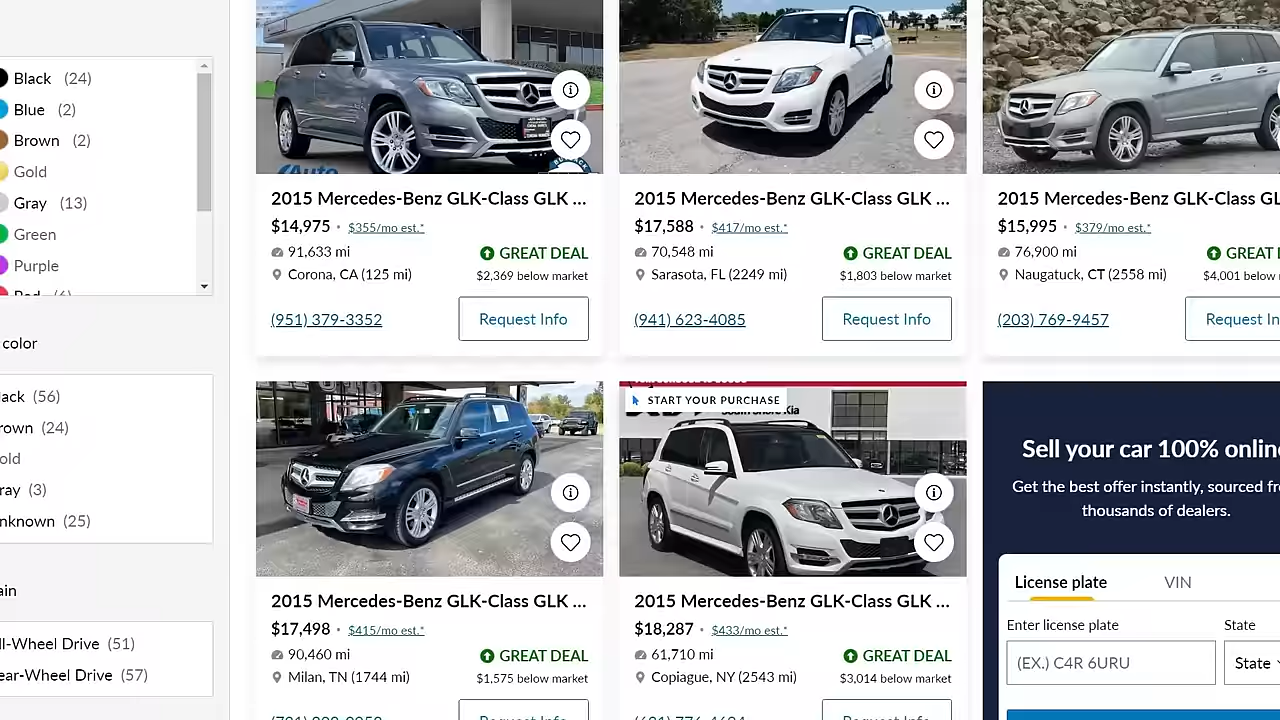 Black (24)
Blue (2)
Brown (2)
Gold
Gray (13)
Green
Purple
color
ack (56)
rown (24)
old
ray (3)
nknown (25)
ain
ll-Wheel Drive (51)
ear-Wheel Drive (57)
2015 Mercedes-Benz GLK-Class GLK ...
$14,975 • $355/mo est.*
91,633 mi
GREAT DEAL
Corona, CA (125 mi)
$2,369 below market
(951) 379-3352
Request Info
2015 Mercedes-Benz GLK-Class GLK ...
$17,588 • $417/mo est.*
70,548 mi
GREAT DEAL
Sarasota, FL (2249 mi)
$1,803 below market
(941) 623-4085
Request Info
2015 Mercedes-Benz GLK-Class GL
$15,995 • $379/mo est.*
76,900 mi
GREAT D
Naugatuck, CT (2558 mi)
$4,001 below
(203) 769-9457
Request In
2015 Mercedes-Benz GLK-Class GLK ...
$17,498 • $415/mo est.*
90,460 mi
GREAT DEAL
Milan, TN (1744 mi)
$1,575 below market
START YOUR PURCHASE
South Shore Kia
2015 Mercedes-Benz GLK-Class GLK ...
$18,287 • $433/mo est.*
61,710 mi
GREAT DEAL
Copiague, NY (2543 mi)
$3,014 below market
Sell your car 100% onlin
Get the best offer instantly, sourced fr
thousands of dealers.
License plate
VIN
Enter license plate
State
(EX.) C4R 6URU
State